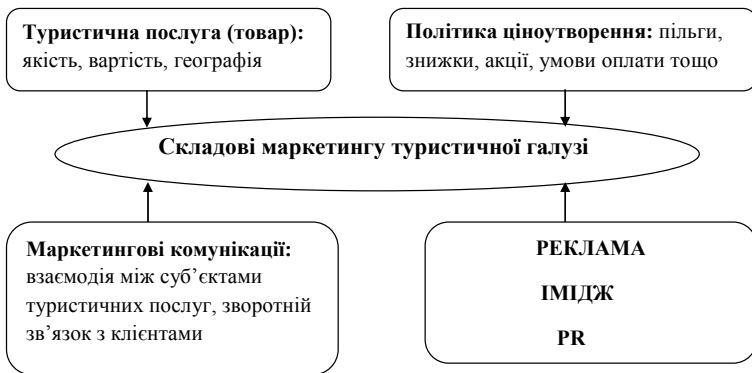 Туристична послуга (товар):
якість, вартість, географія
Політика ціноутворення: пільги,
знижки, акції, умови оплати тощо
Складові маркетингу туристичної галузі
Маркетингові комунікації:
взаємодія між суб’єктами
туристичних послуг, зворотній
зв’язок з клієнтами
РЕКЛАМА
ІМІДЖ
PR